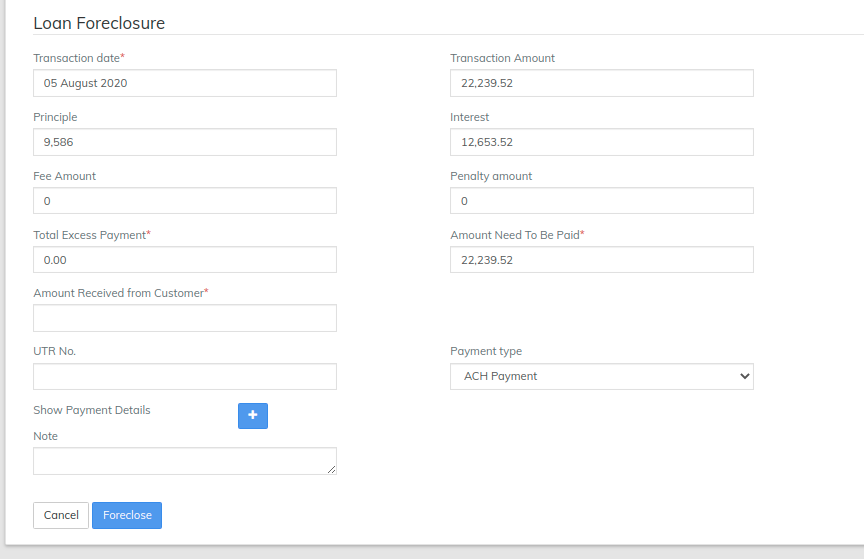 Loan Foreclosure
Transaction date* Transaction Amount
05 August 2020 22,239.52
Principle Interest
9,586 12,653.52
Fee Amount Penalty amount
0 0
Total Excess Payment* Amount Need To Be Paid*
0.00 22,239.52
Amount Received from Customer*
UTR No. Payment type
ACH Payment
Show Payment Details +
Note
Cancel Foreclose